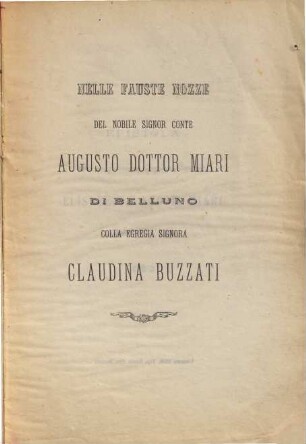 NELLE FAUSTE NOZZE
DEL NOBILE SIGNOR CONTE
AUGUSTO DOTTOR MIARI
DI BELLUNO
COLLA EGREGIA SIGNORA
CLAUDINA BUZZATI